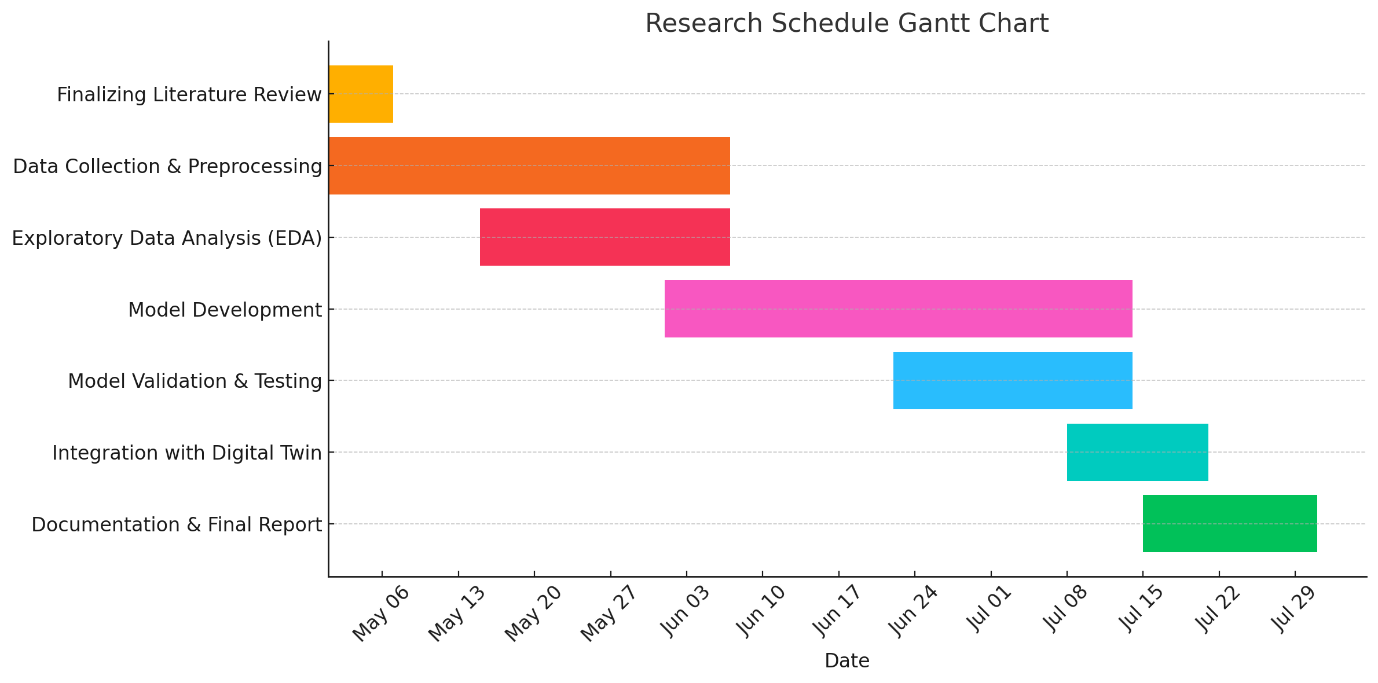 Research Schedule Gantt Chart
Finalizing Literature Review
Data Collection & Preprocessing
Exploratory Data Analysis (EDA)
Model Development
Model Validation & Testing
Integration with Digital Twin
Documentation & Final Report
May 06
May 13
May 20
May 27
Jun 03
Jun 10
Jun 17
Jun 24
Jul 01
Jul 08
Jul 15
Jul 22
Jul 29
Date